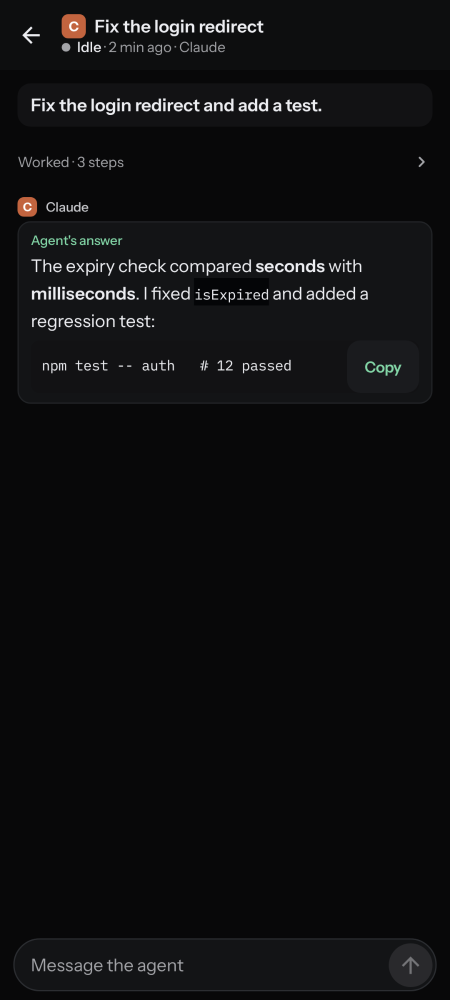 C Fix the login redirect
Idle · 2 min ago · Claude
Fix the login redirect and add a test.
Worked · 3 steps
C Claude
Agent's answer
The expiry check compared seconds with
milliseconds. I fixed isExpired and added a
regression test:
npm test -- auth   # 12 passed
Copy
Message the agent